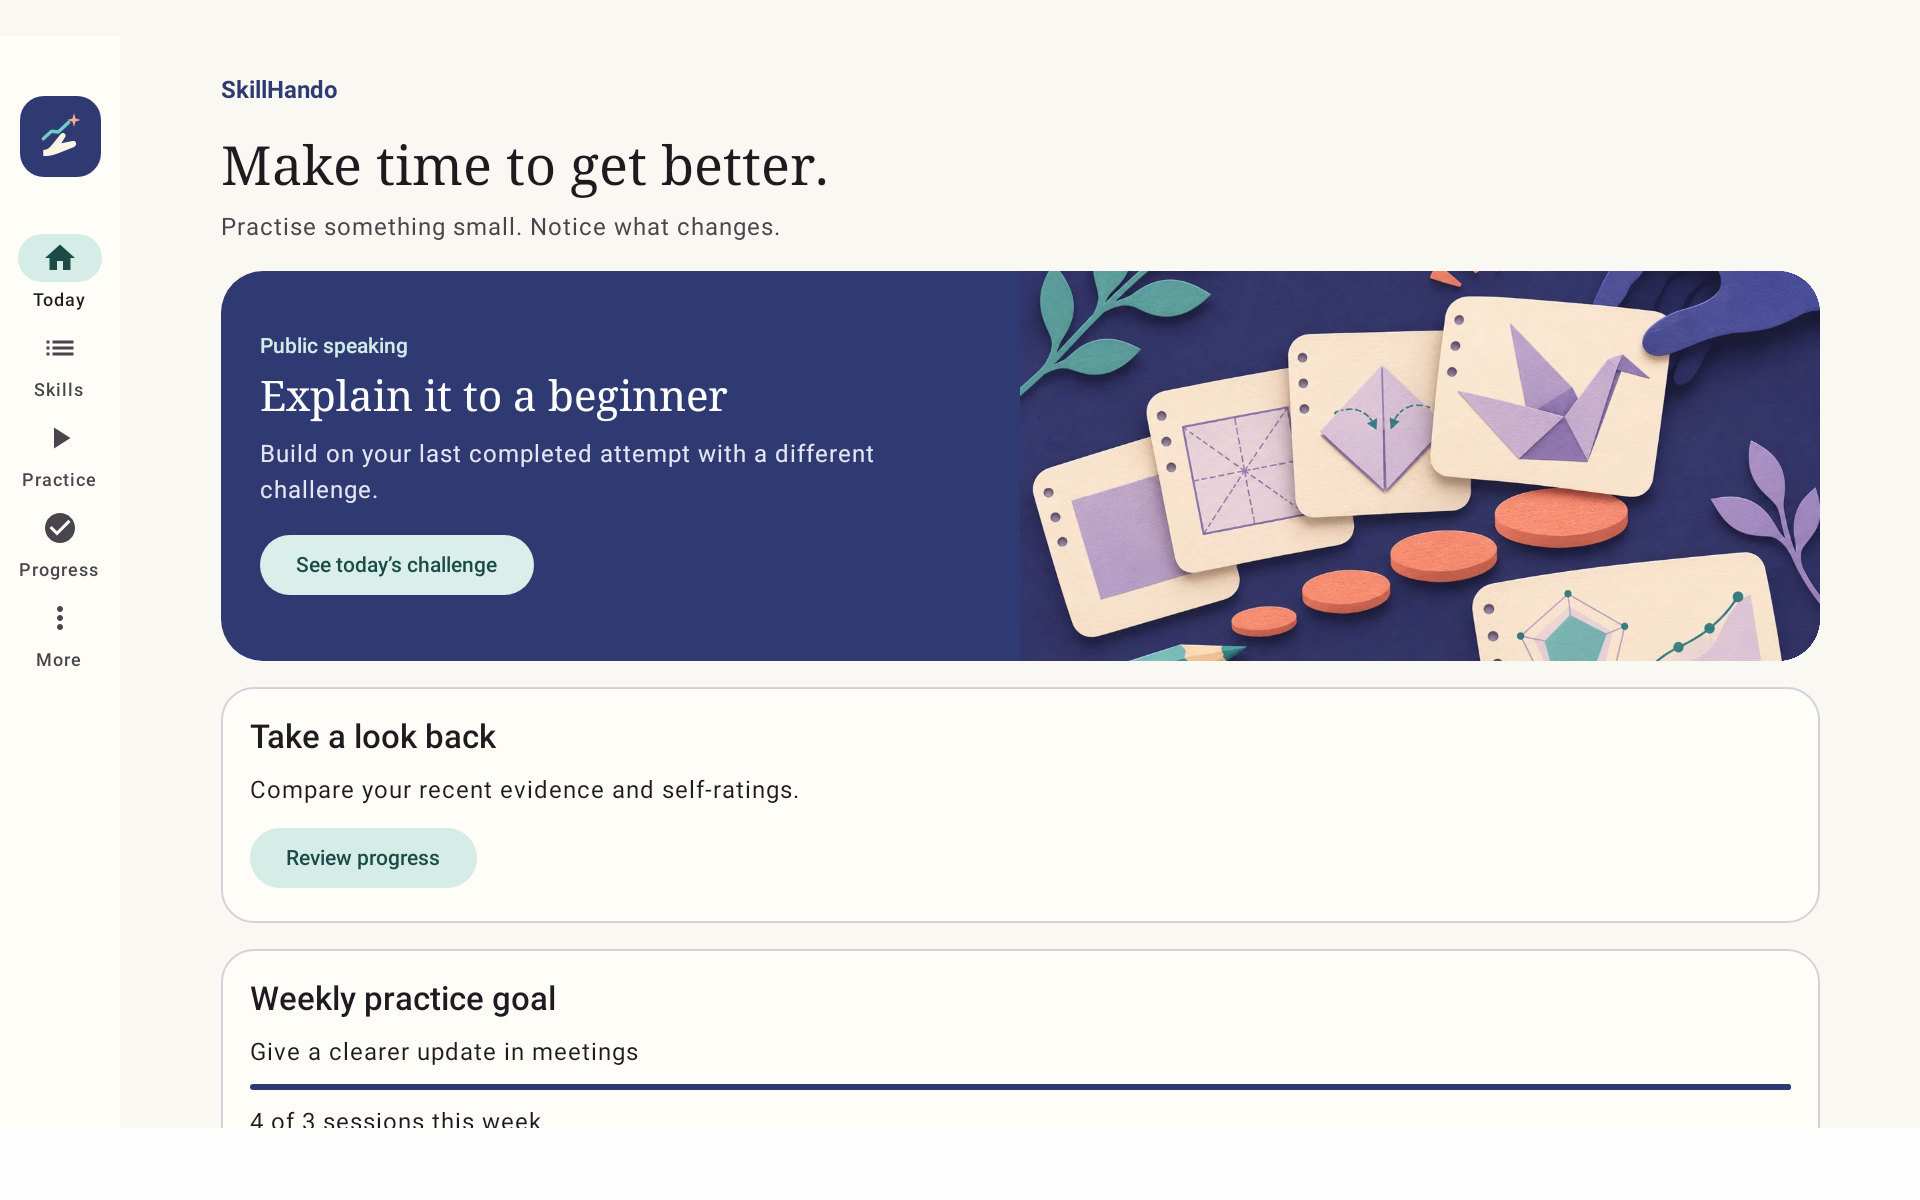 SkillHando
Make time to get better.
Practise something small. Notice what changes.
Today
Skills
Practice
Progress
More
Public speaking
Explain it to a beginner
Build on your last completed attempt with a different
challenge.
See today’s challenge
Take a look back
Compare your recent evidence and self-ratings.
Review progress
Weekly practice goal
Give a clearer update in meetings
4 of 3 sessions this week